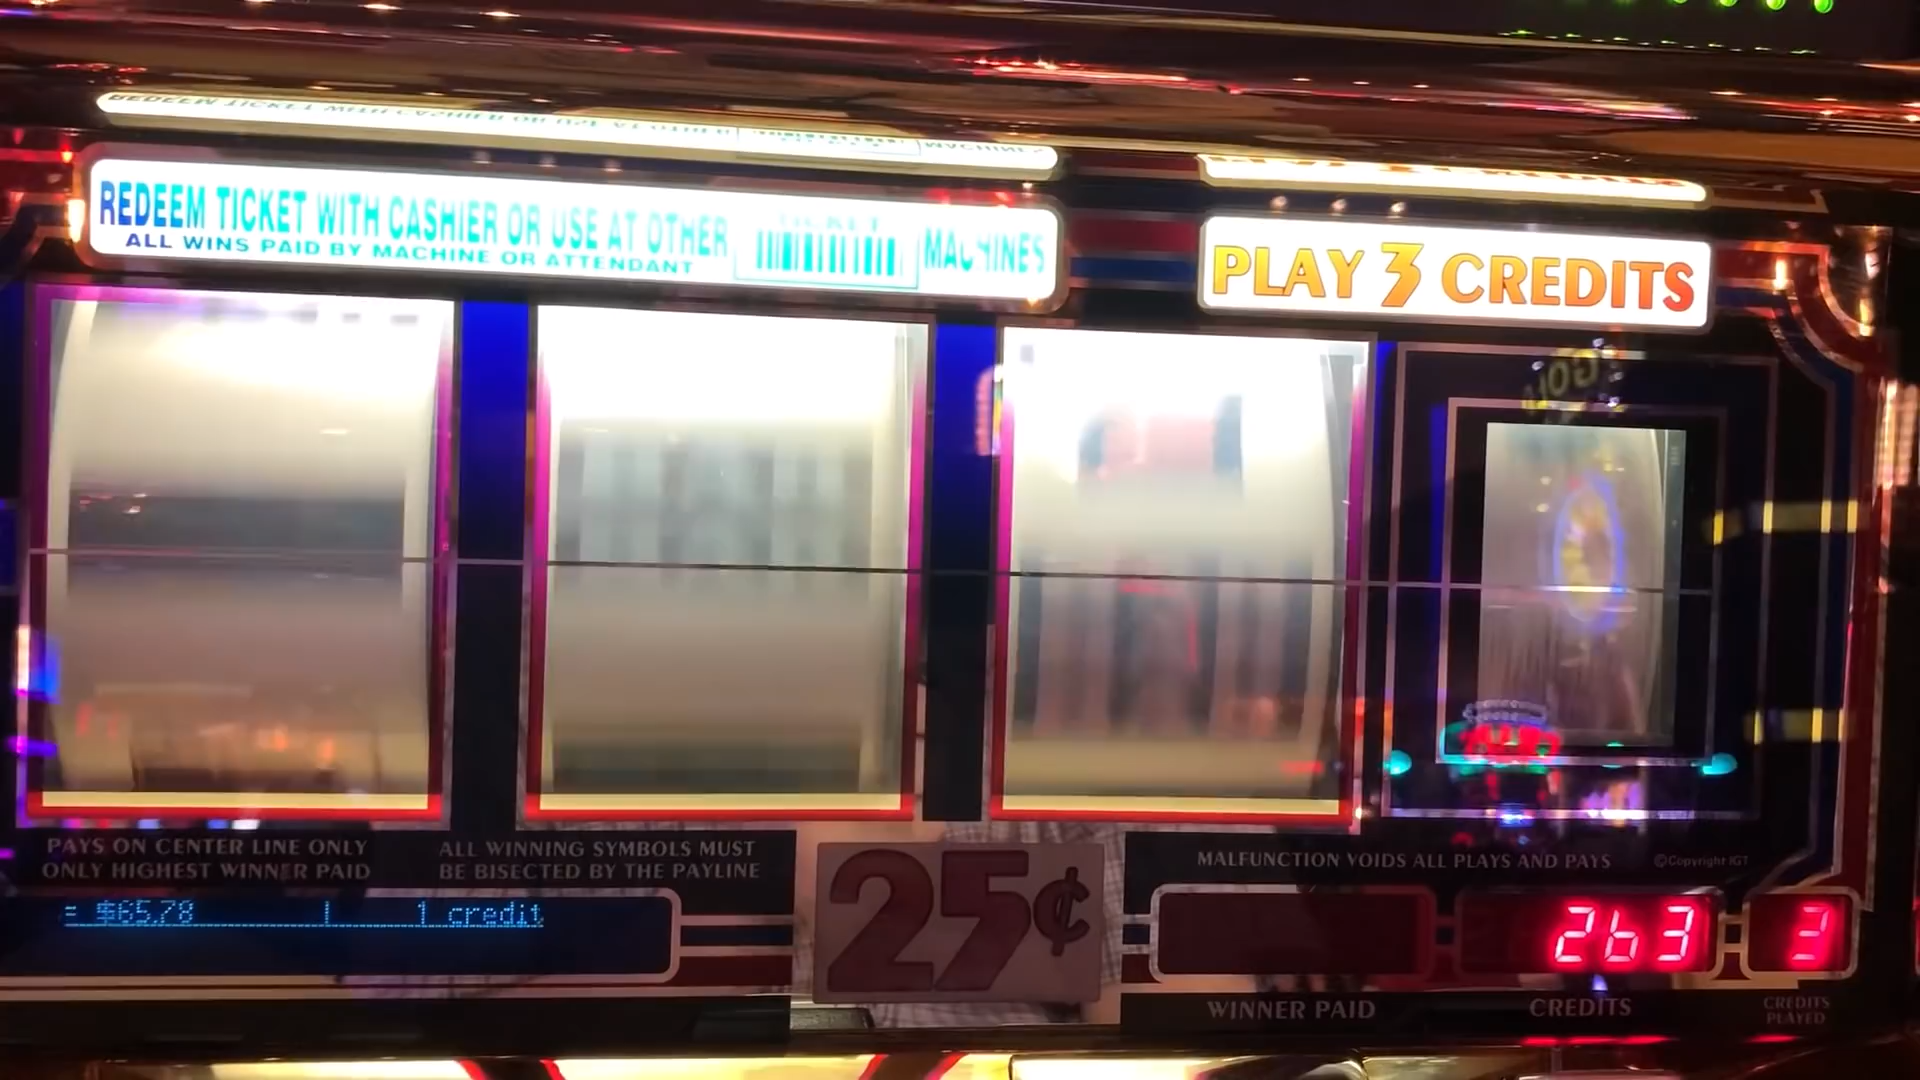 REDEEM TICKET WITH CASHIER OR USE AT OTHER MACHINES
ALL WINS PAID BY MACHINE OR ATTENDANT
PLAY 3 CREDITS
PAYS ON CENTER LINE ONLY
ONLY HIGHEST WINNER PAID
ALL WINNING SYMBOLS MUST
BE BISECTED BY THE PAYLINE
25¢
MALFUNCTION VOIDS ALL PLAYS AND PAYS
©Copyright IGT
= $65.78 | 1 credit
263
3
WINNER PAID
CREDITS
CREDITS
PLAYED